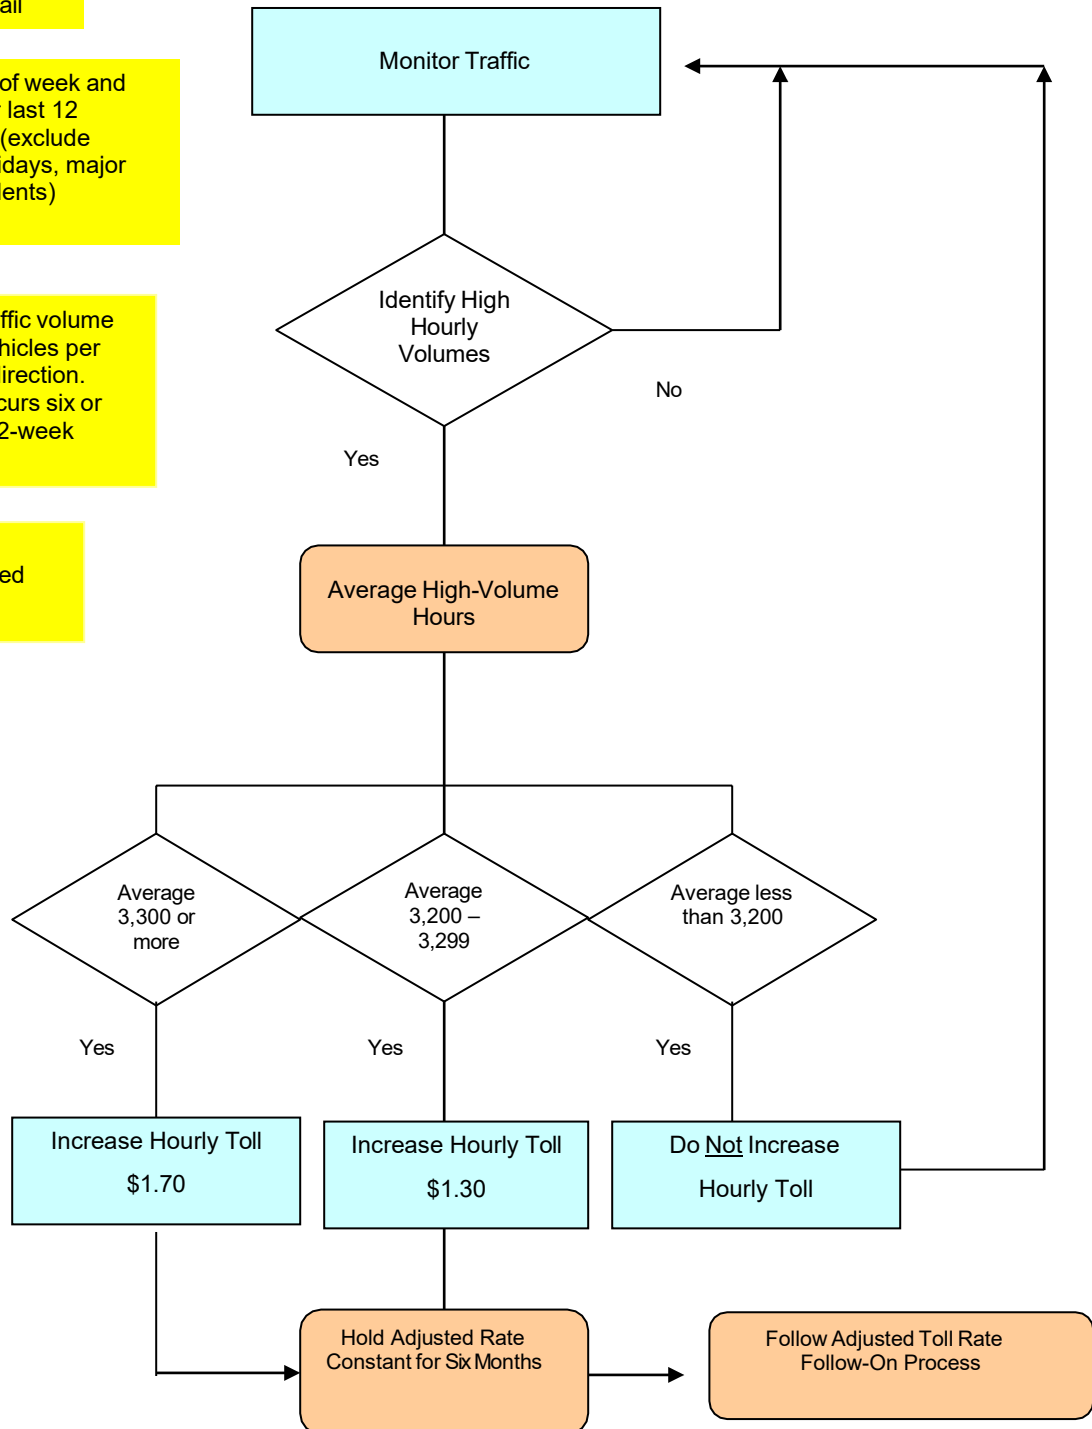 all
of week and
last 12
(exclude
idays, major
ents)
ffic volume
hicles per
direction.
curs six or
2-week
ed
Monitor Traffic
Identify High
Hourly
Volumes
No
Yes
Average High-Volume
Hours
Average
3,300 or
more
Average
3,200 –
3,299
Average less
than 3,200
Yes
Yes
Yes
Increase Hourly Toll
$1.70
Increase Hourly Toll
$1.30
Do Not Increase
Hourly Toll
Hold Adjusted Rate
Constant for Six Months
Follow Adjusted Toll Rate
Follow-On Process